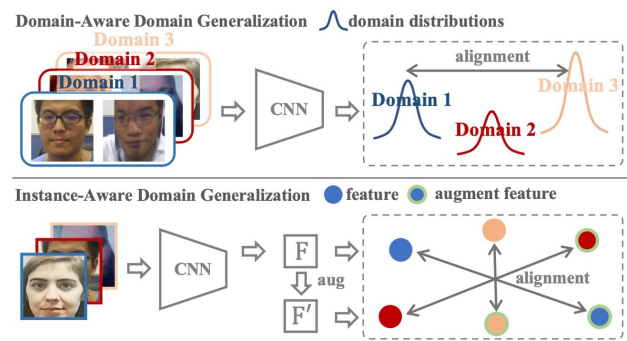 Domain-Aware Domain Generalization domain distributions
Domain 3
Domain 2
Domain 1
CNN
alignment
Domain 1
Domain 2
Domain 3
Instance-Aware Domain Generalization feature augment feature
CNN
F
aug
F'
alignment